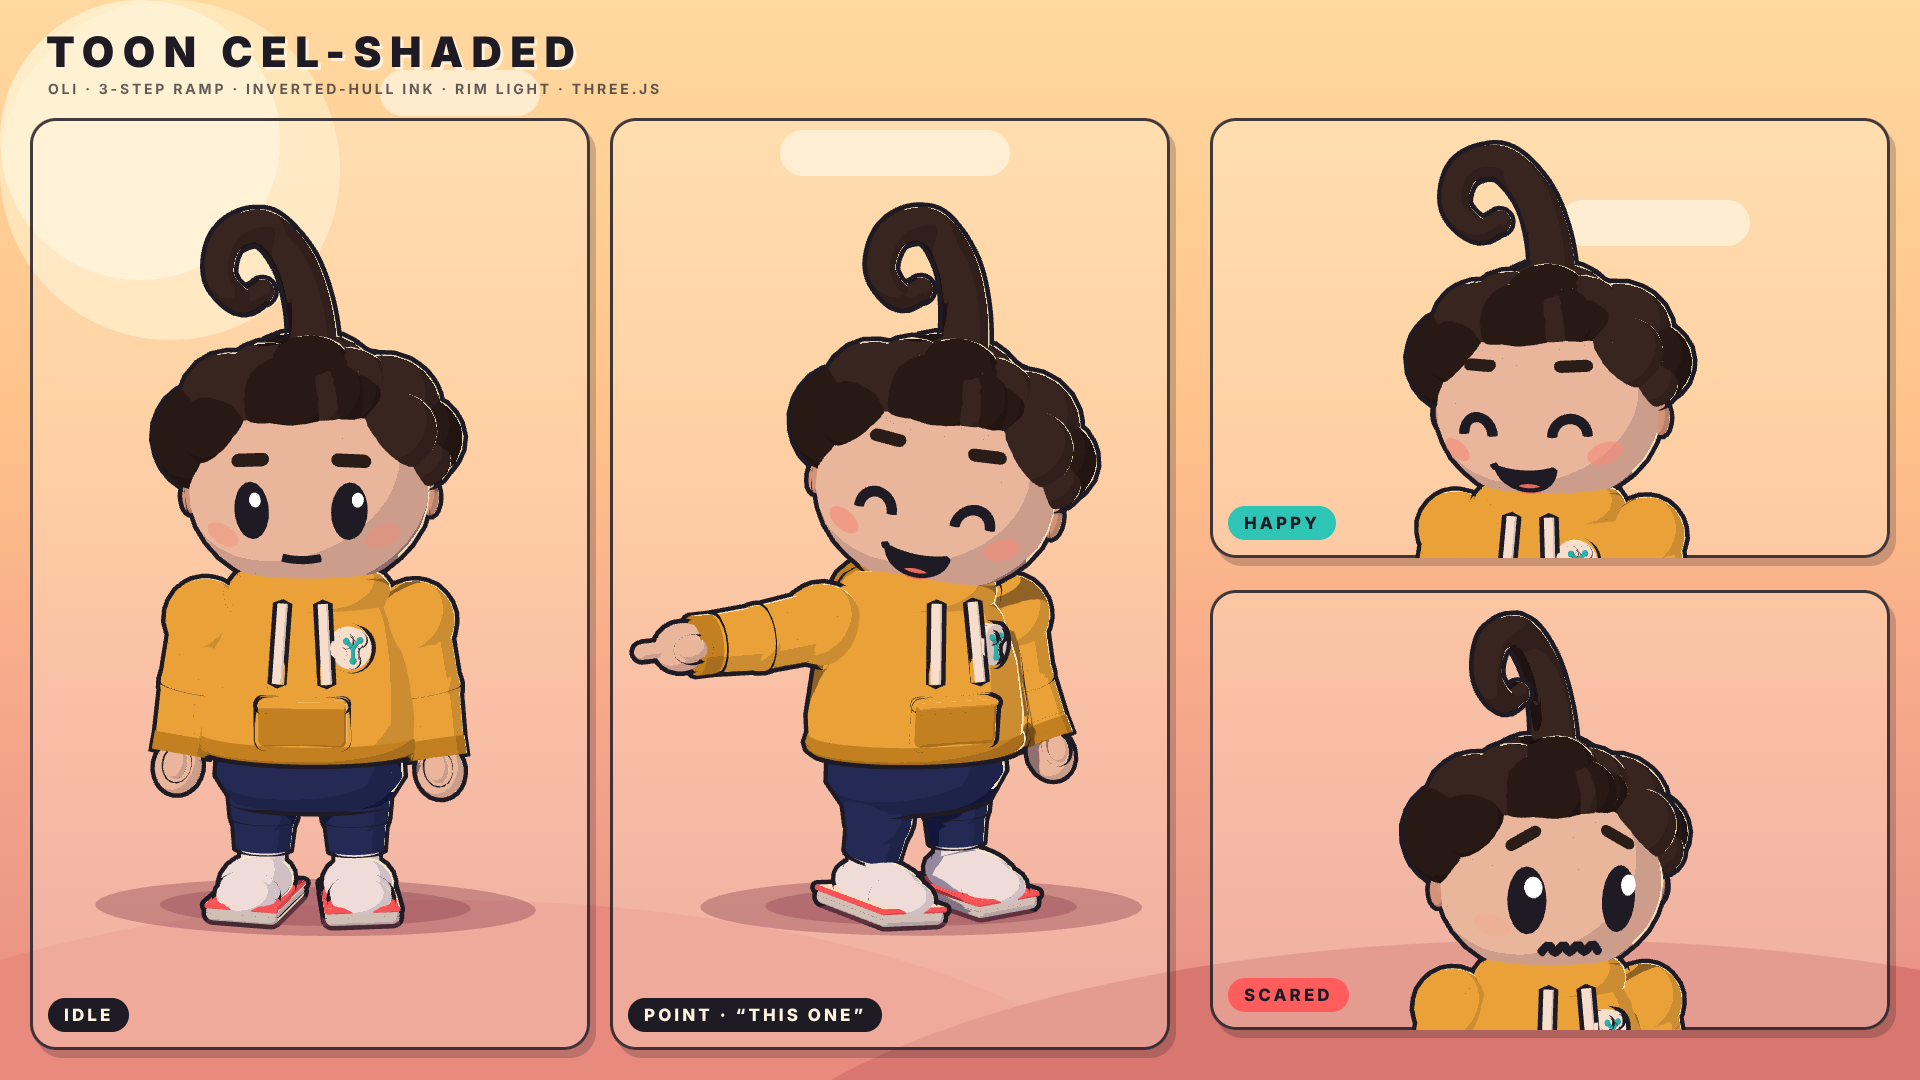 TOON CEL-SHADED
OLI · 3-STEP RAMP · INVERTED-HULL INK · RIM LIGHT · THREE.JS
IDLE
POINT · “THIS ONE”
HAPPY
SCARED